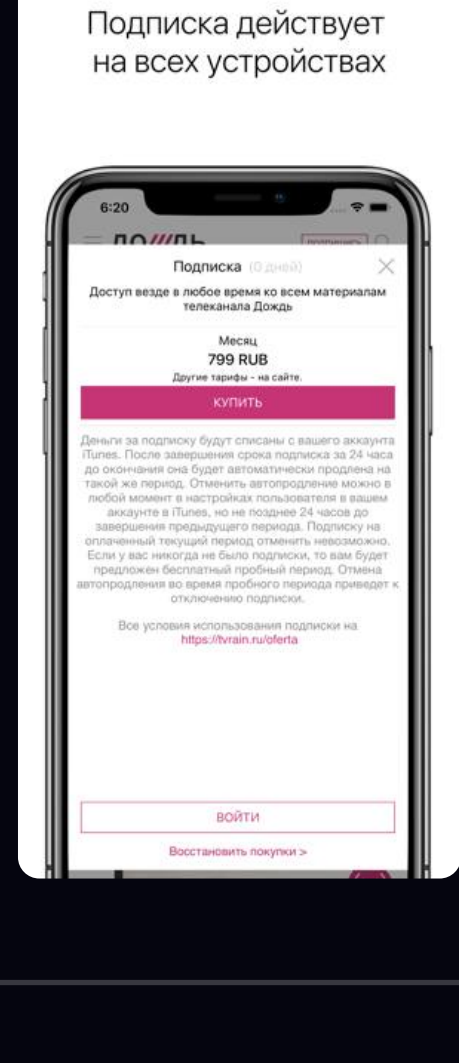 Подписка действует
на всех устройствах
6:20
ДО///ДЬ
Подписка (0 дней)
Доступ везде в любое время ко всем материалам
телеканала Дождь
Месяц
799 RUB
Другие тарифы - на сайте.
КУПИТЬ
Деньги за подписку будут списаны с вашего аккаунта
iTunes. После завершения срока подписка за 24 часа
до окончания она будет автоматически продлена на
такой же период. Отменить автопродление можно в
любой момент в настройках пользователя в вашем
аккаунте в iTunes, но не позднее 24 часов до
завершения предыдущего периода. Подписку на
оплаченный текущий период отменить невозможно.
Если у вас никогда не было подписки, то вам будет
предложен бесплатный пробный период. Отмена
автопродления во время пробного периода приведет к
отключению подписки.
Все условия использования подписки на
https://tvrain.ru/oferta
ВОЙТИ
Восстановить покупки >